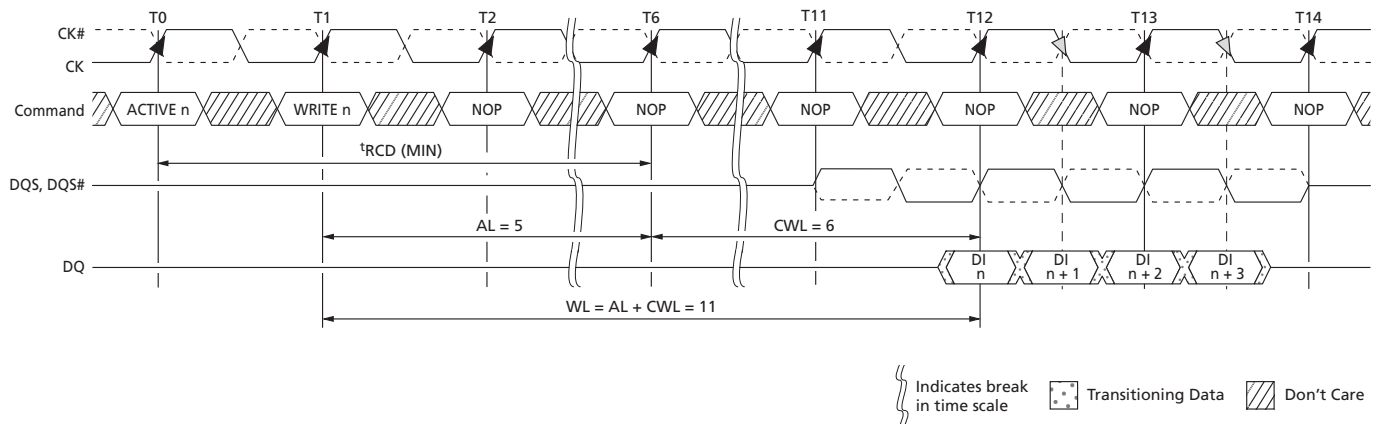 T0 T1 T2 T6 T11 T12 T13 T14
CK#
CK
Command ACTIVE n WRITE n NOP NOP NOP NOP NOP NOP
tRCD (MIN)
DQS, DQS#
AL = 5 CWL = 6
DQ DI n DI n + 1 DI n + 2 DI n + 3
WL = AL + CWL = 11
Indicates break
in time scale
Transitioning Data
Don't Care